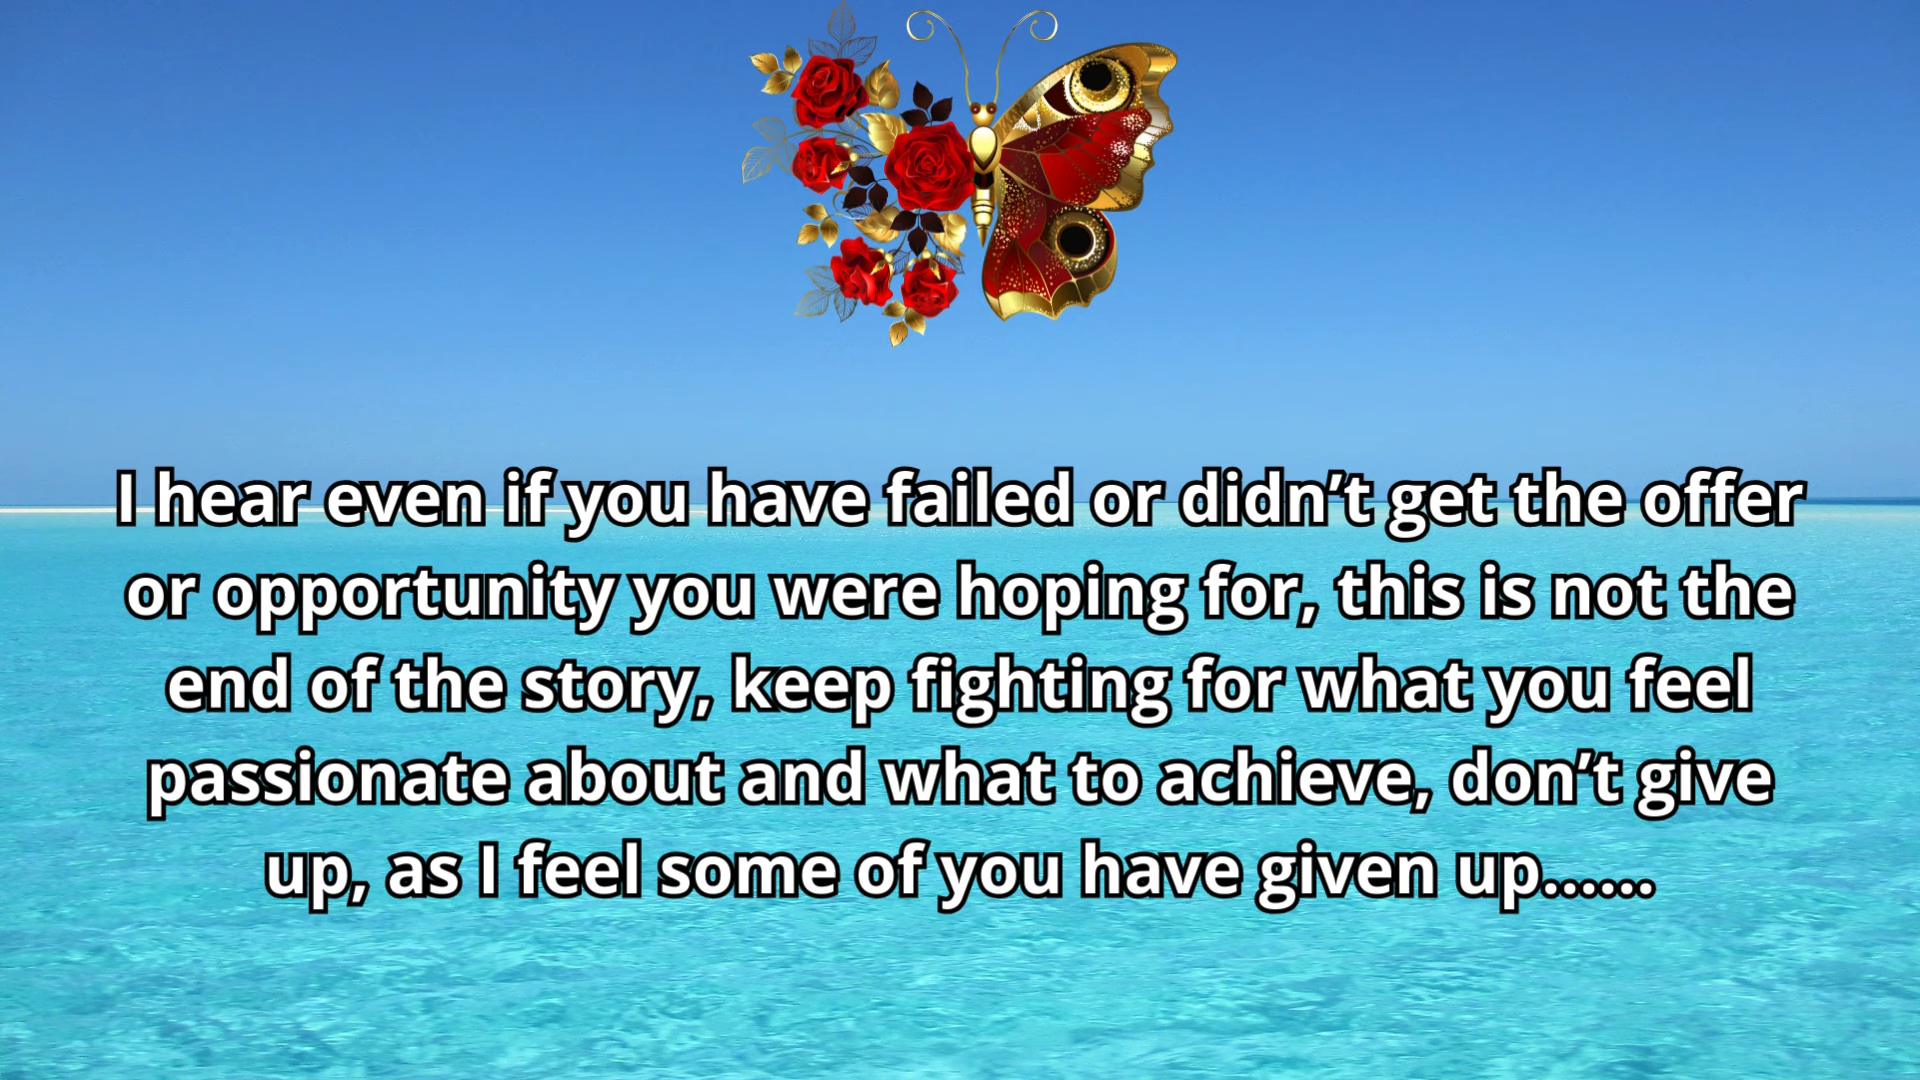 I hear even if you have failed or didn’t get the offer
or opportunity you were hoping for, this is not the
end of the story, keep fighting for what you feel
passionate about and what to achieve, don’t give
up, as I feel some of you have given up......